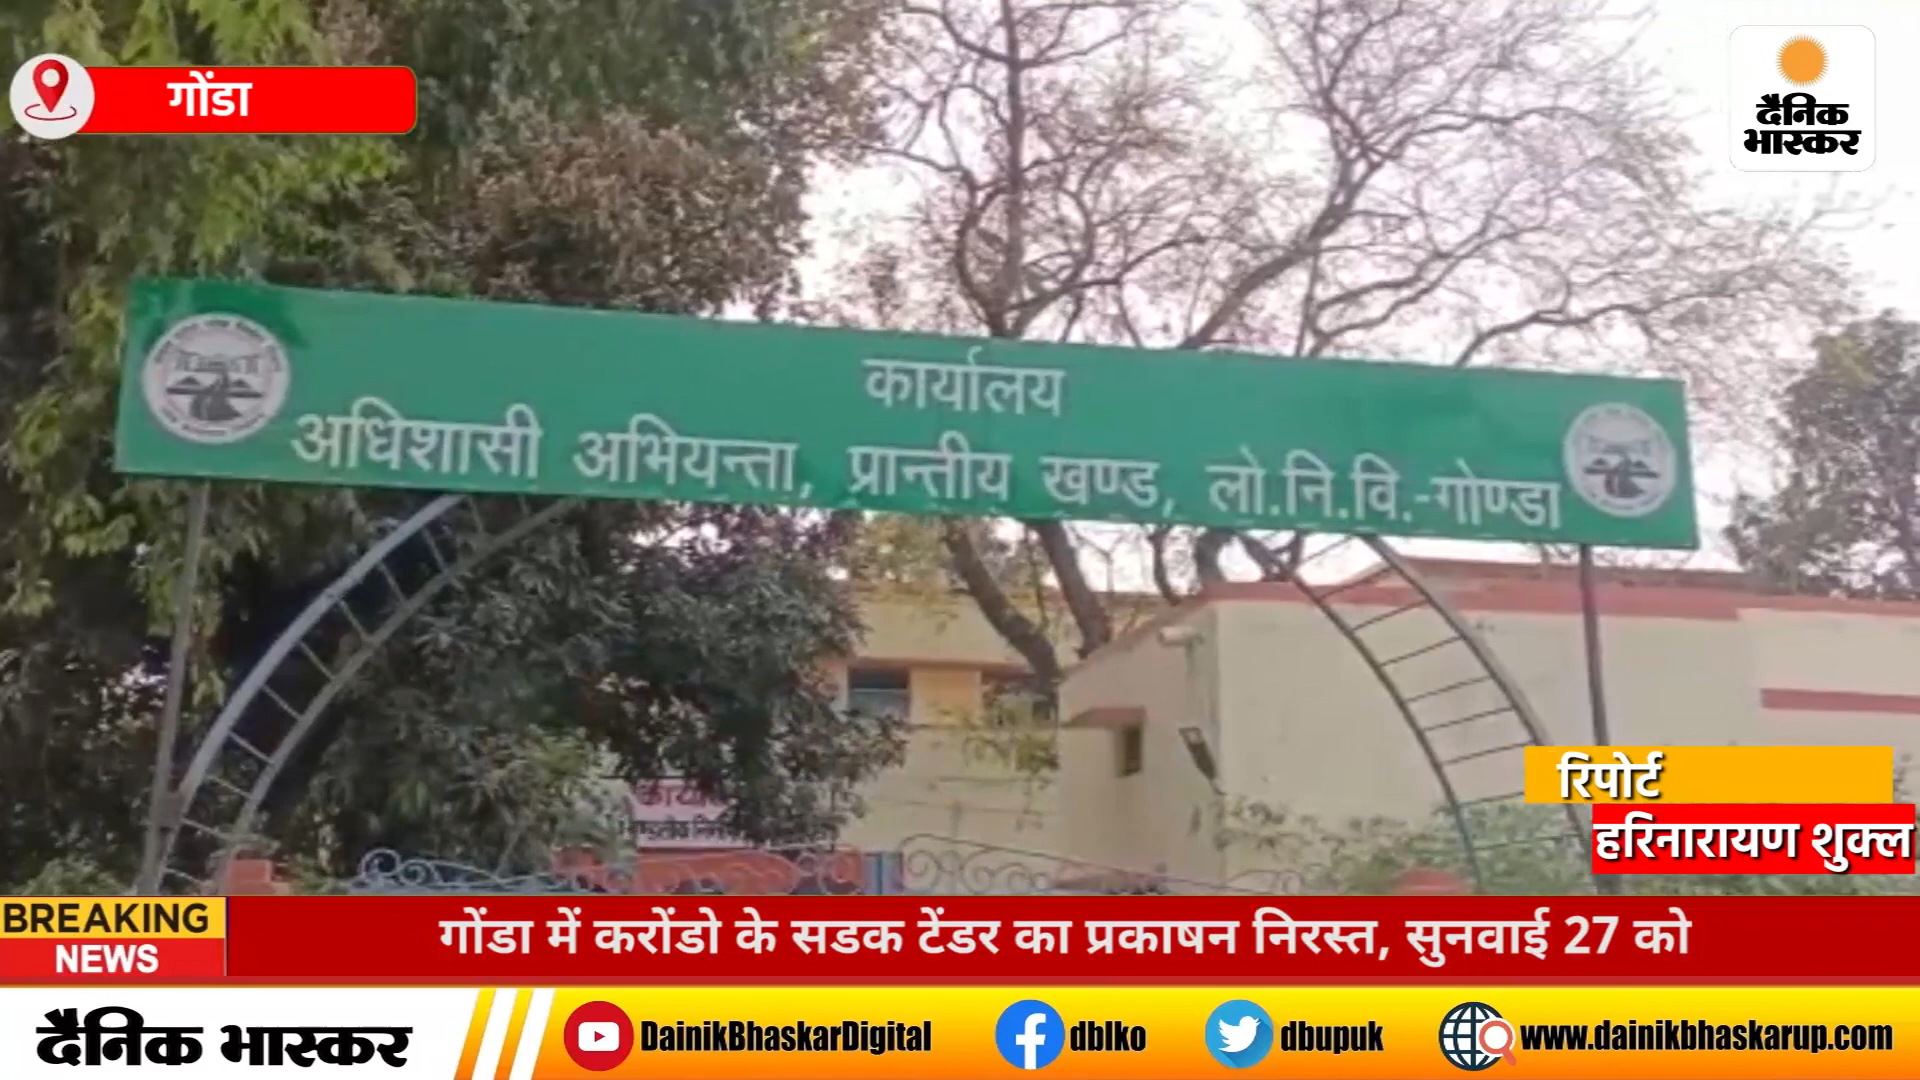 गोंडा
दैनिक
भास्कर
कार्यालय
अधिशासी अभियन्ता, प्रान्तीय खण्ड, लो.नि.वि.-गोण्डा
रिपोर्ट
हरिनारायण शुक्ल
BREAKING
NEWS
गोंडा में करोंडो के सडक टेंडर का प्रकाषन निरस्त, सुनवाई 27 को
दैनिक भास्कर
DainikBhaskarDigital
dblko
dbupuk
www.dainikbhaskarup.com